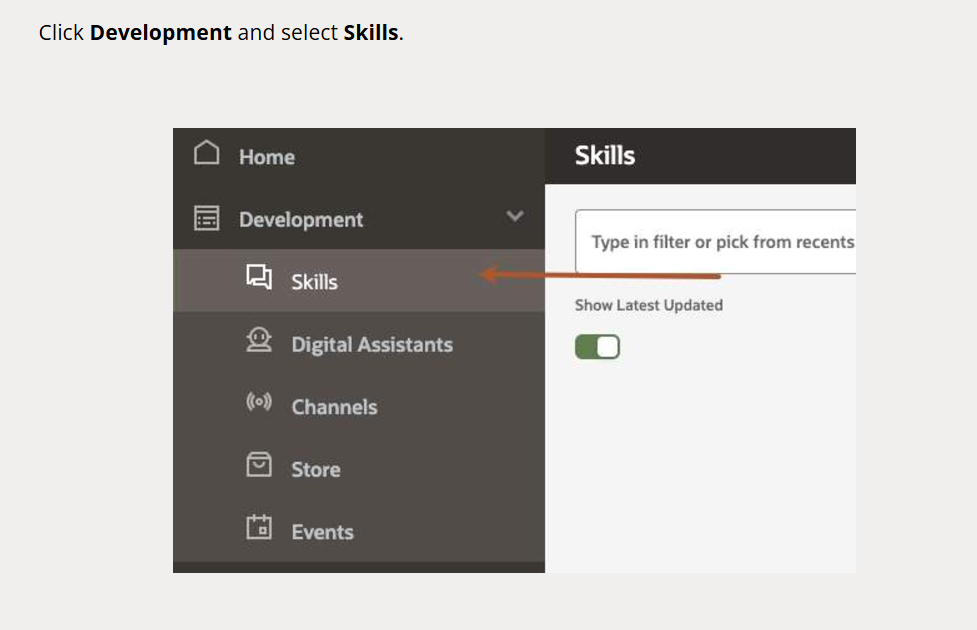 Click Development and select Skills.
Home
Development
Skills
Digital Assistants
Channels
Store
Events
Skills
Type in filter or pick from recents
Show Latest Updated